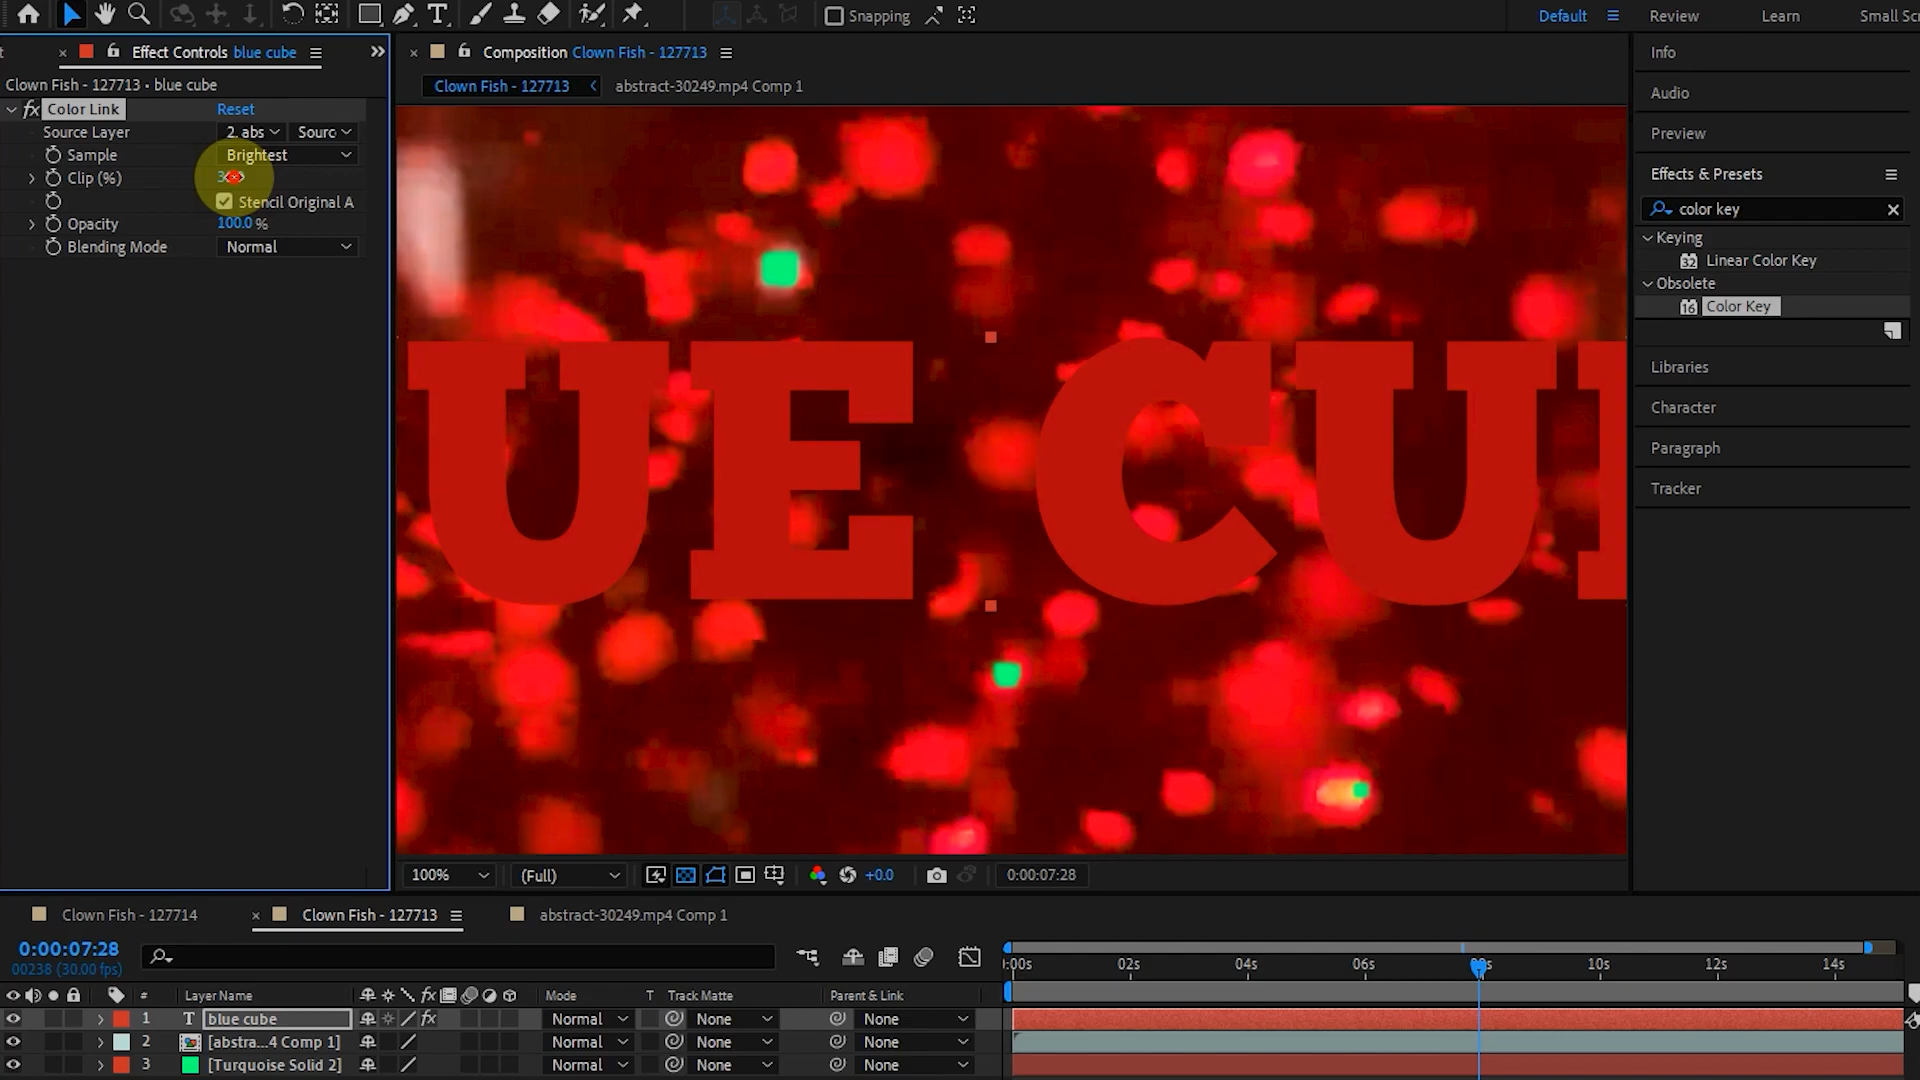 Snapping
Default
Review
Learn
Small Scr
t
×
Effect Controls blue cube
Composition Clown Fish - 127713
Clown Fish - 127713 • blue cube
Clown Fish - 127713
abstract-30249.mp4 Comp 1
fx Color Link
Reset
Source Layer
2. abs
Sourc
Sample
Brightest
Clip (%)
Stencil Original A
Opacity
100.0 %
Blending Mode
Normal
UE CU
Info
Audio
Preview
Effects & Presets
color key
Keying
32 Linear Color Key
Obsolete
16 Color Key
Libraries
Character
Paragraph
Tracker
100%
(Full)
+0.0
0:00:07:28
Clown Fish - 127714
Clown Fish - 127713
abstract-30249.mp4 Comp 1
0:00:07:28
00238 (30.00 fps)
:00s
02s
04s
06s
10s
12s
14s
#
Layer Name
fx
Mode
T
Track Matte
Parent & Link
1
T
blue cube
fx
Normal
None
None
2
[abstra...4 Comp 1]
Normal
None
None
3
[Turquoise Solid 2]
Normal
None
None